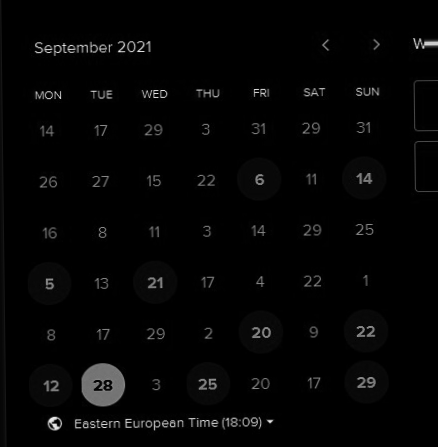 September 2021
MON TUE WED THU FRI SAT SUN
14 17 29 3 31 29 31
26 27 15 22 6 11 14
16 8 11 3 14 29 25
5 13 21 17 4 22 1
8 17 29 2 20 9 22
12 28 3 25 20 17 29
Eastern European Time (18:09)